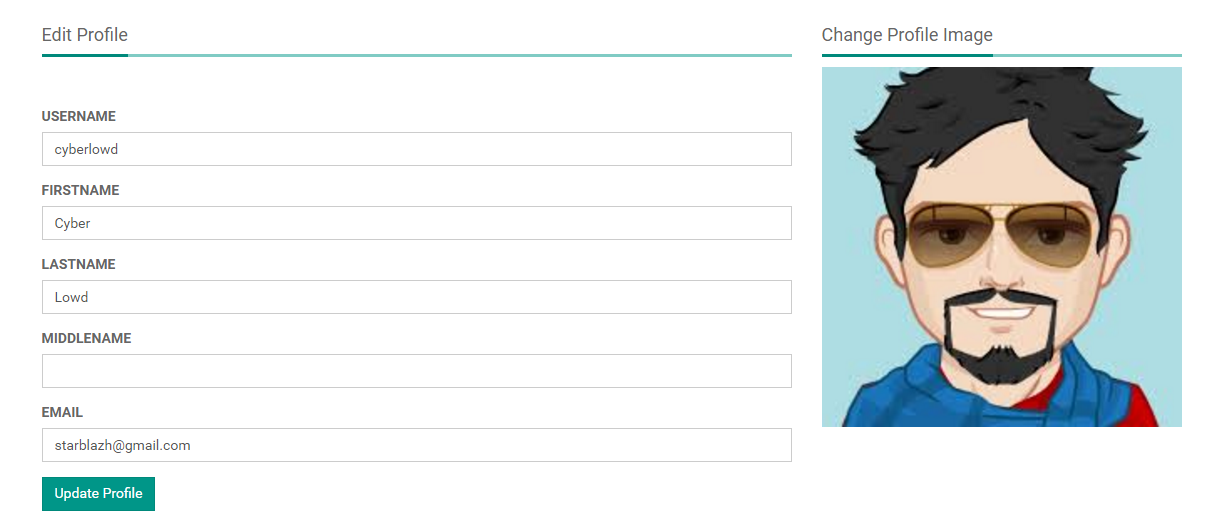 Edit Profile
Change Profile Image
USERNAME
cyberlowd
FIRSTNAME
Cyber
LASTNAME
Lowd
MIDDLENAME
EMAIL
starblazh@gmail.com
Update Profile